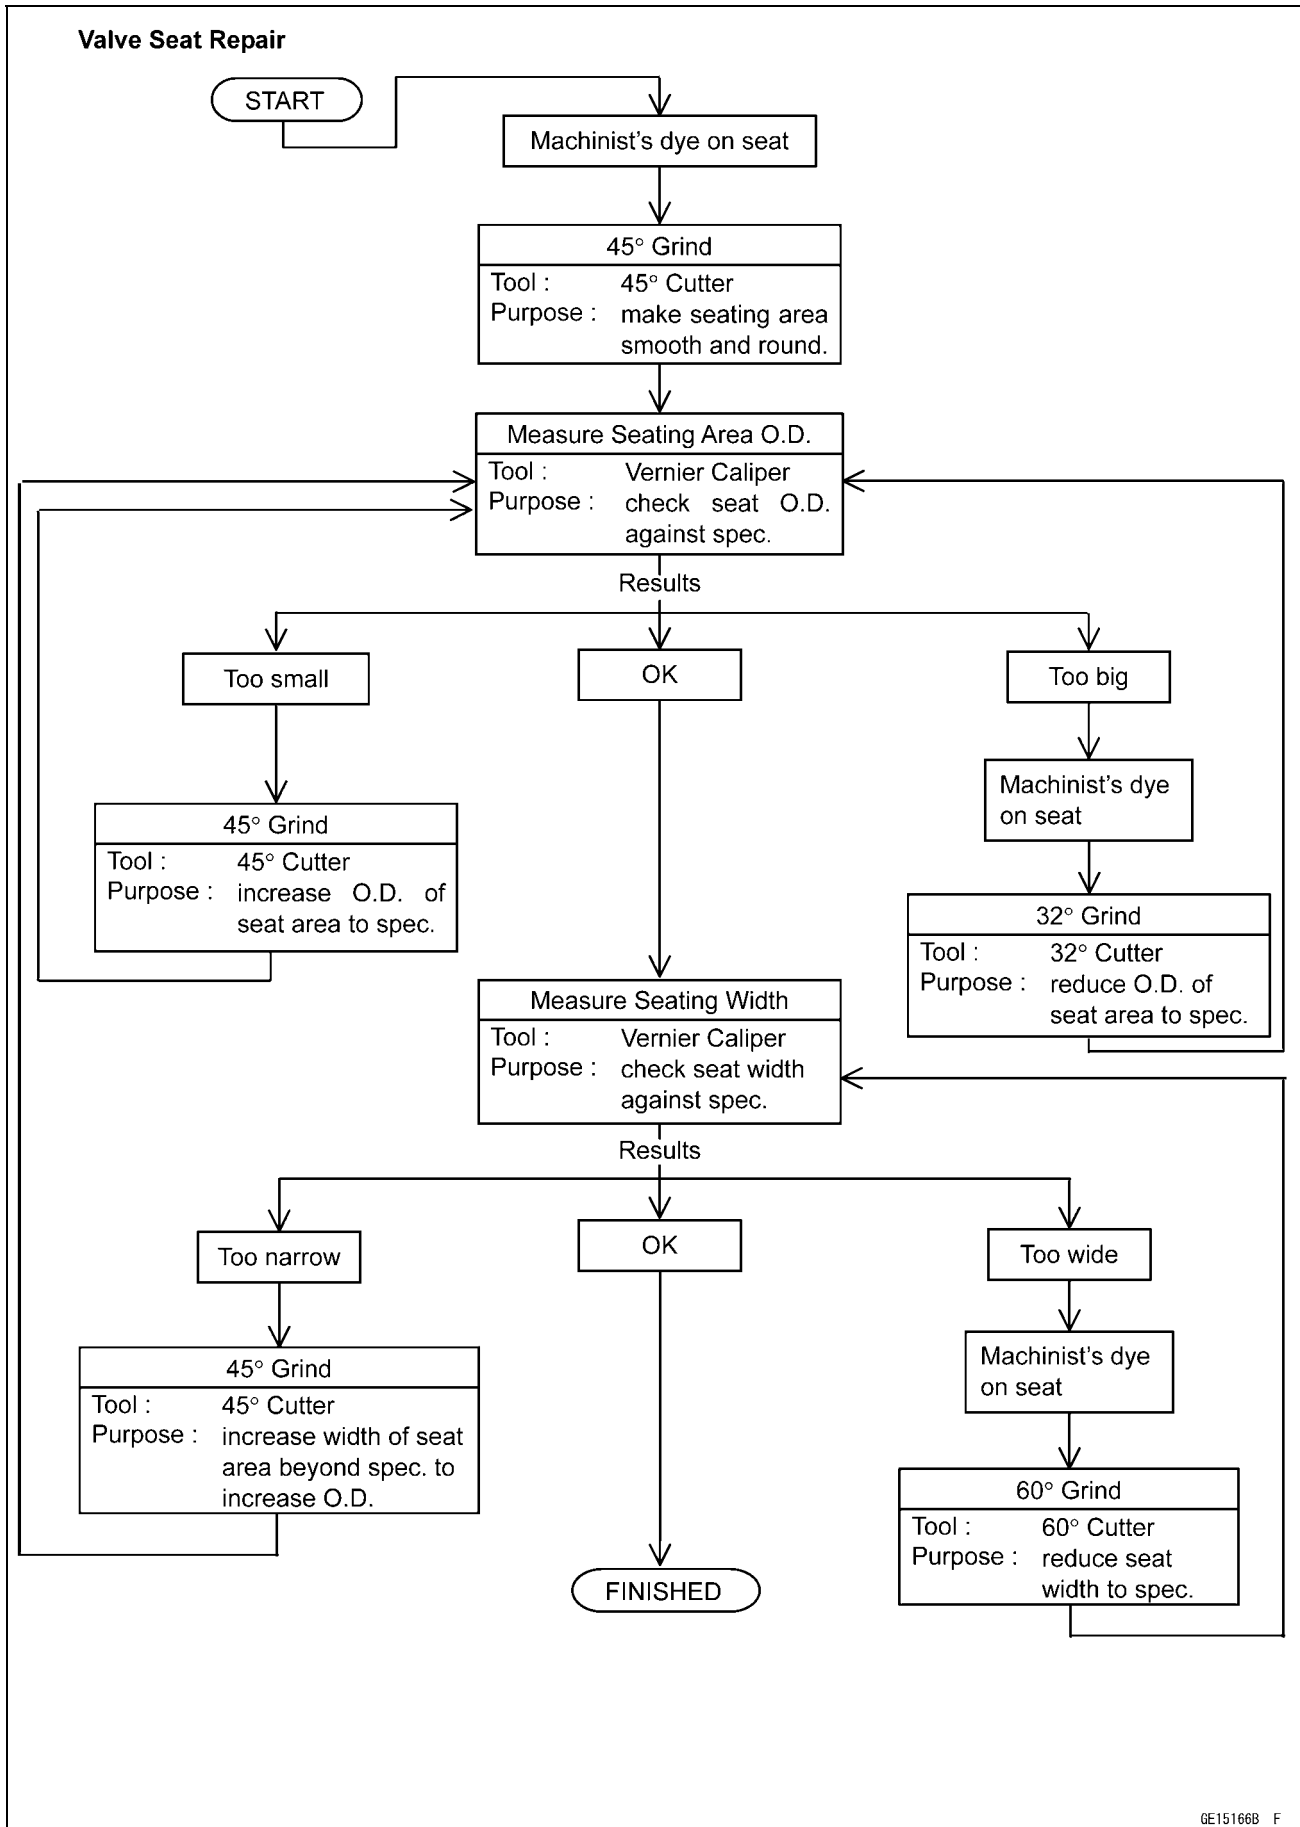 Valve Seat Repair
START
Machinist's dye on seat
45° Grind
Tool : 45° Cutter
Purpose : make seating area
smooth and round.
Measure Seating Area O.D.
Tool : Vernier Caliper
Purpose : check seat O.D.
against spec.
Results
Too small
OK
Too big
Machinist's dye
on seat
45° Grind
Tool : 45° Cutter
Purpose : increase O.D. of
seat area to spec.
32° Grind
Tool : 32° Cutter
Purpose : reduce O.D. of
seat area to spec.
Measure Seating Width
Tool : Vernier Caliper
Purpose : check seat width
against spec.
Results
Too narrow
OK
Too wide
Machinist's dye
on seat
45° Grind
Tool : 45° Cutter
Purpose : increase width of seat
area beyond spec. to
increase O.D.
60° Grind
Tool : 60° Cutter
Purpose : reduce seat
width to spec.
FINISHED
GE15166B F